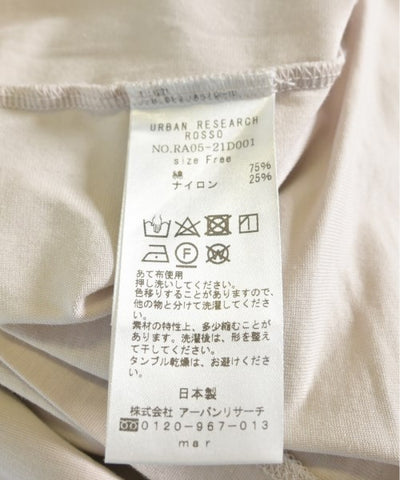 URBAN RESEARCH
ROSSO
NO.RA05-21D001
size Free
綿 75%
ナイロン 25%
F
あて布使用
押し洗いしてください。
色移りすることがありますので、
他の物と分けて洗濯してくださ
い。
素材の特性上、多少縮むことが
あります。洗濯後は、形を整え
て干してください。
タンブル乾燥は、お避けくださ
い。
日本製
株式会社 アーバンリサーチ
0120-967-013
mar